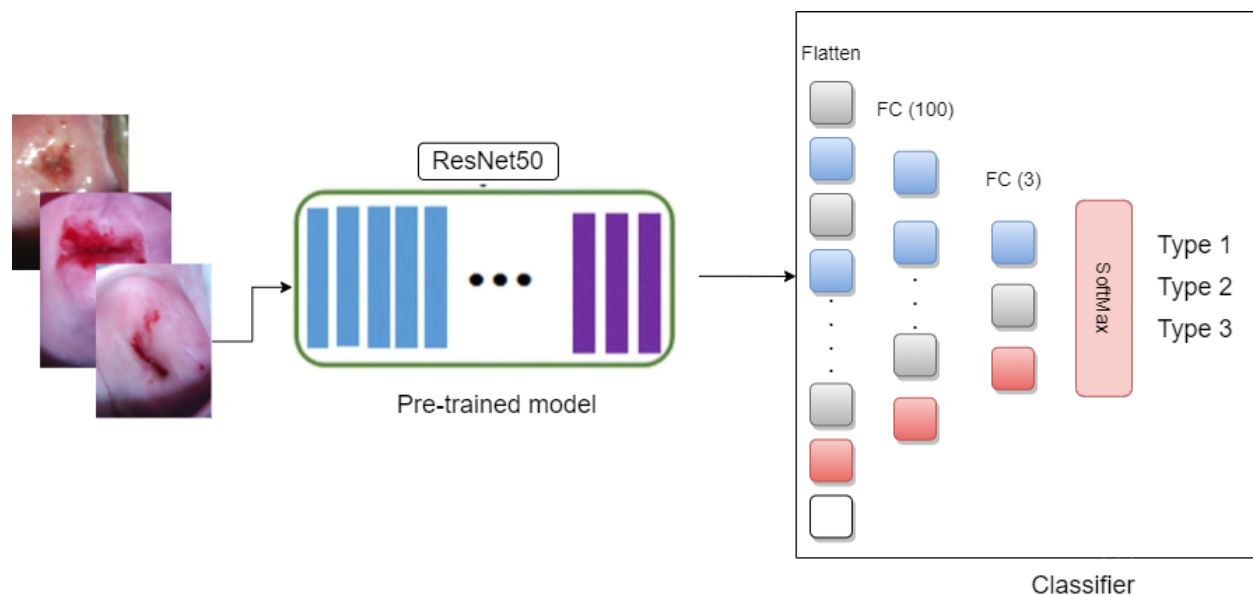 ResNet50
Pre-trained model
Flatten
FC (100)
FC (3)
SoftMax
Type 1
Type 2
Type 3
Classifier